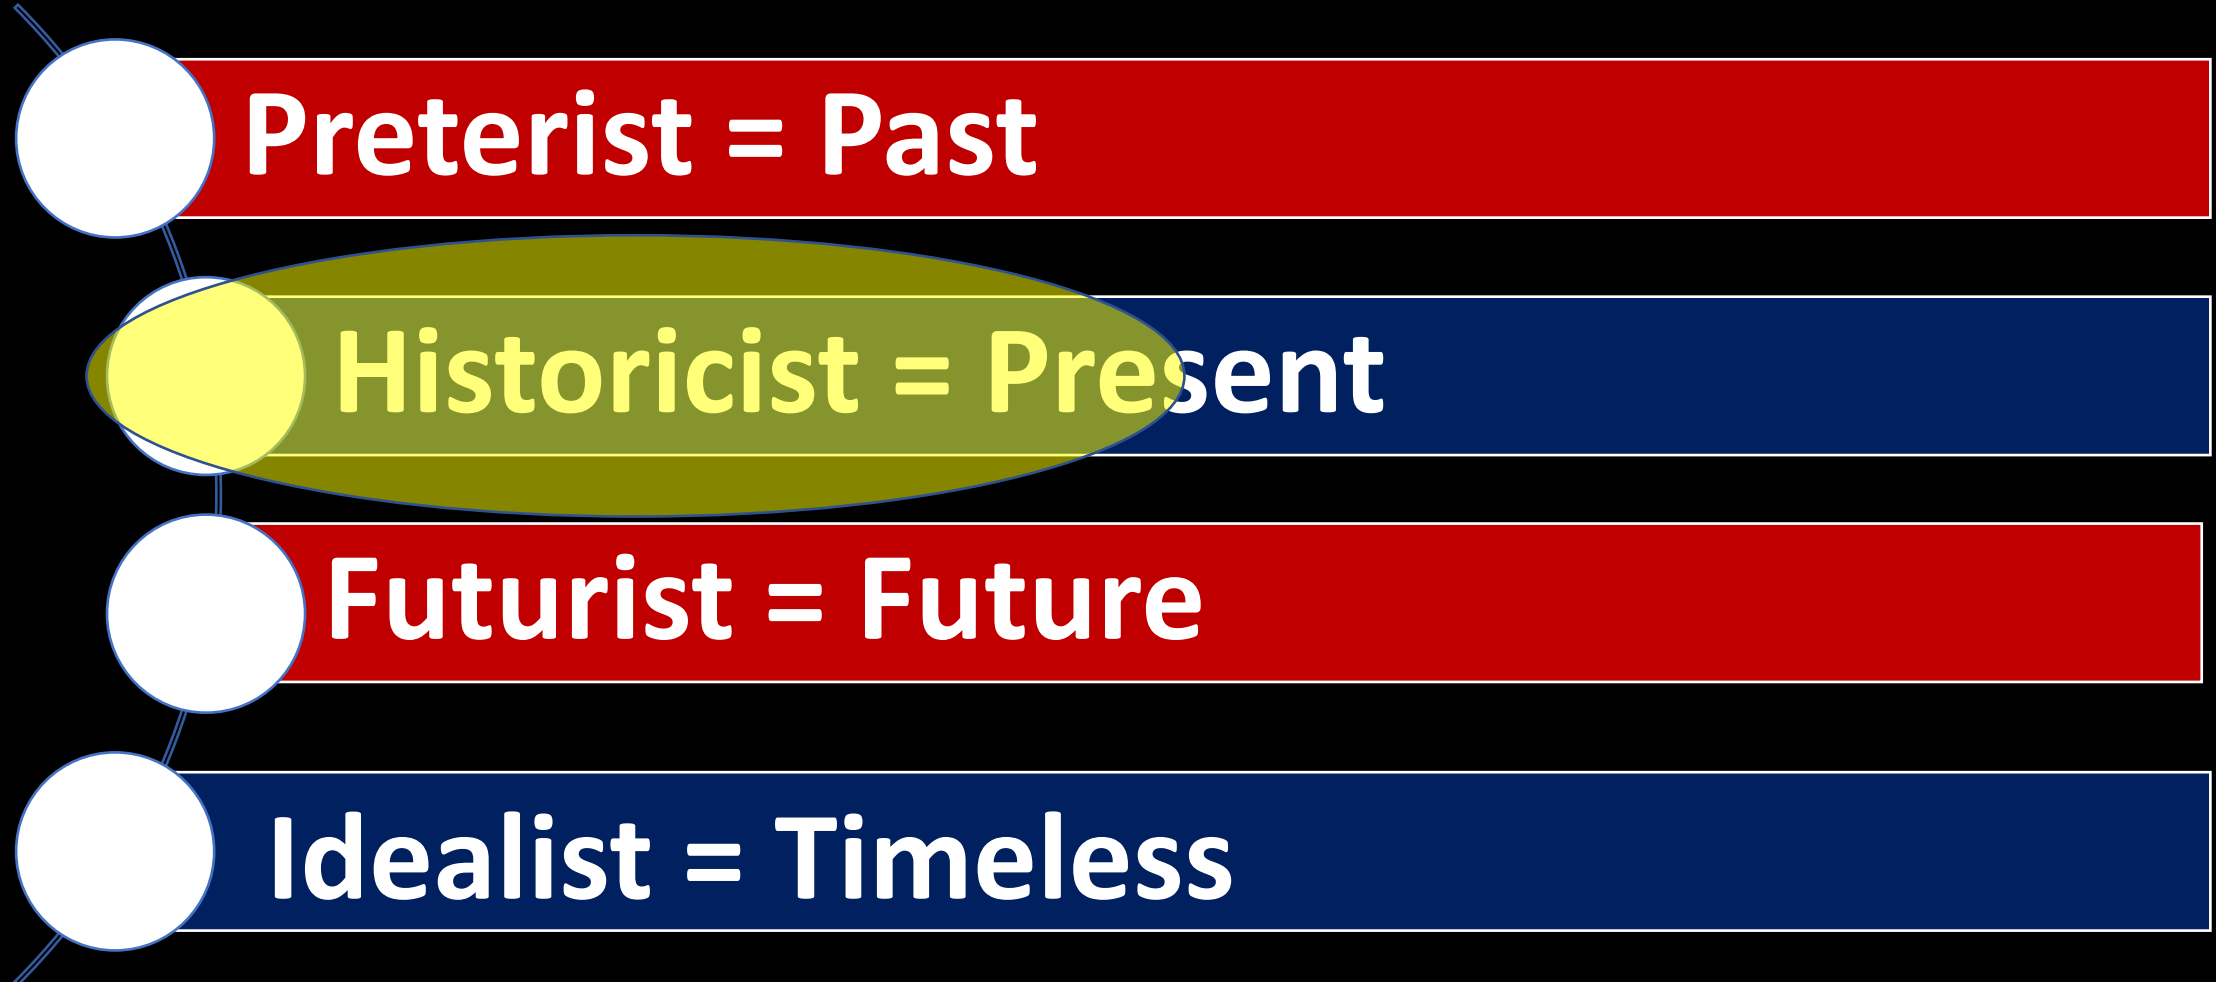 Preterist = Past
Historicist = Present
Futurist = Future
Idealist = Timeless